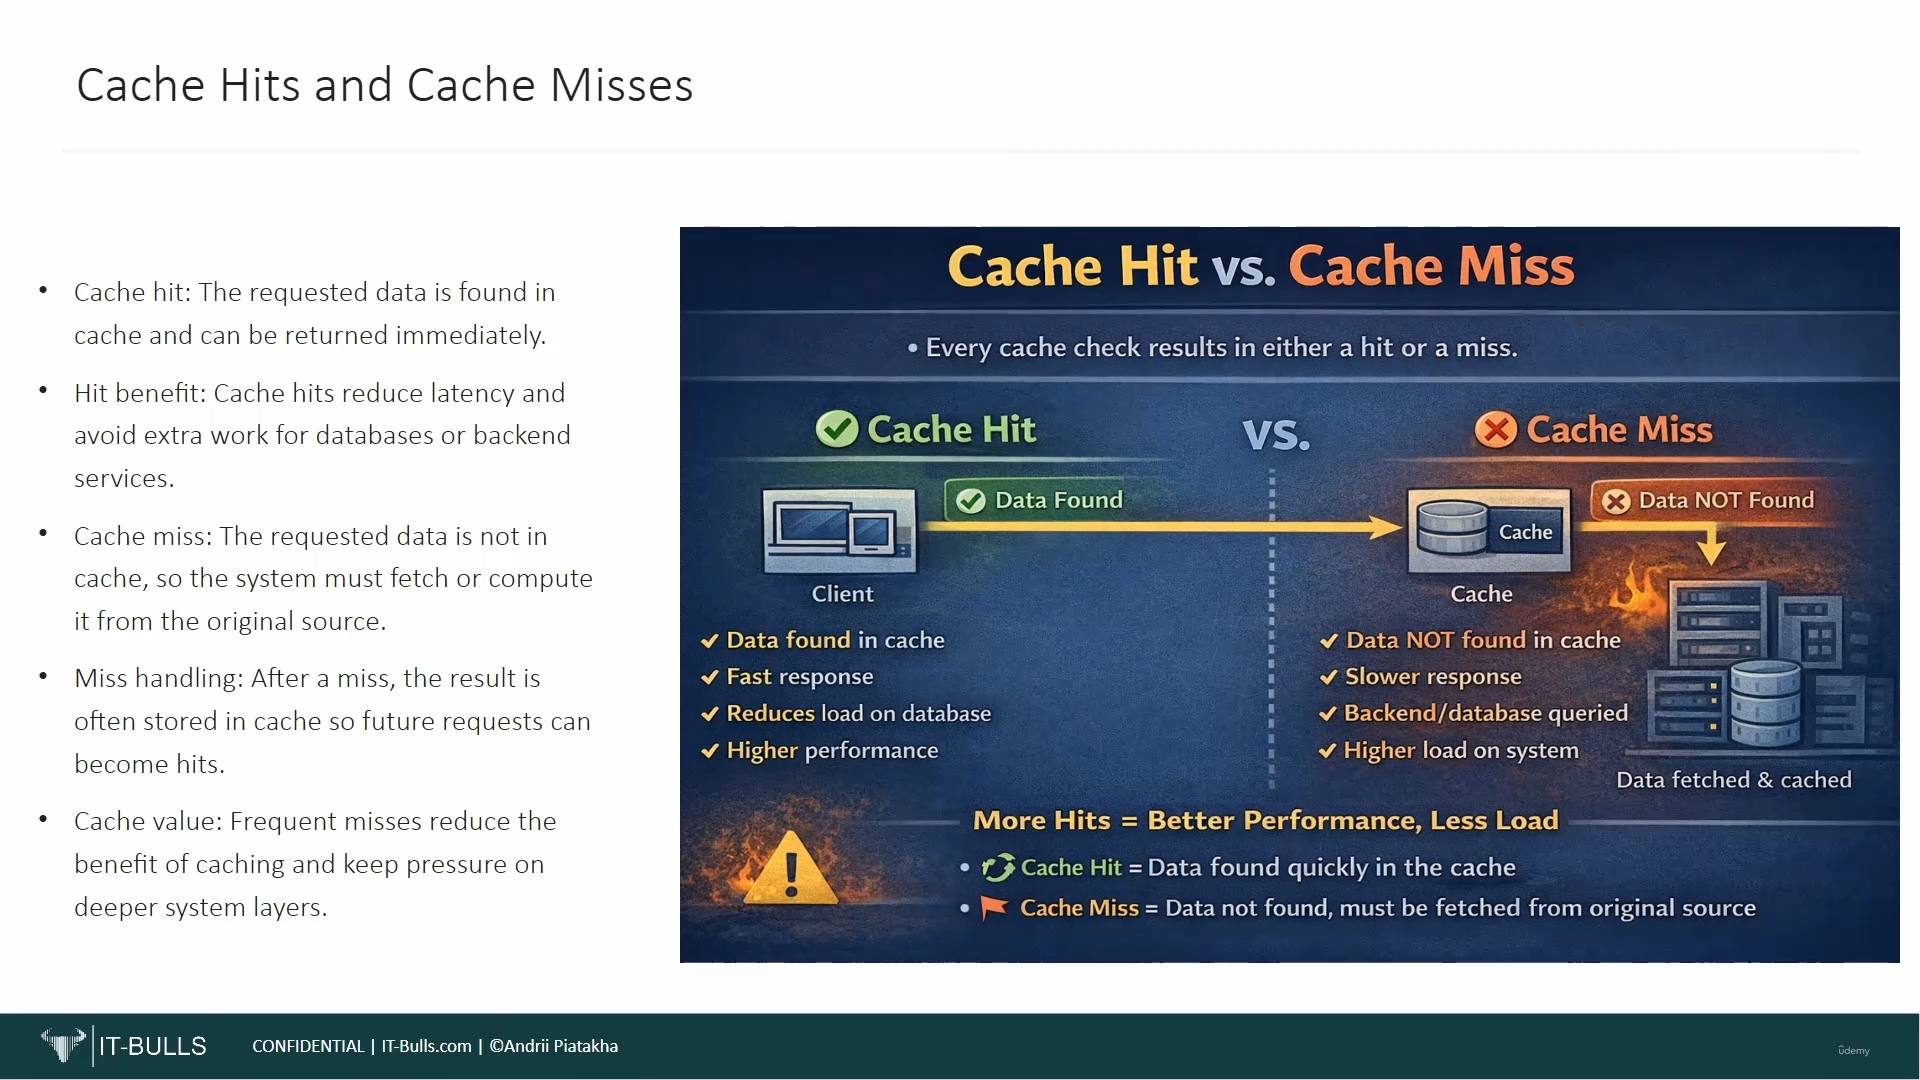 Cache Hits and Cache Misses
• Cache hit: The requested data is found in
cache and can be returned immediately.
• Hit benefit: Cache hits reduce latency and
avoid extra work for databases or backend
services.
• Cache miss: The requested data is not in
cache, so the system must fetch or compute
it from the original source.
• Miss handling: After a miss, the result is
often stored in cache so future requests can
become hits.
• Cache value: Frequent misses reduce the
benefit of caching and keep pressure on
deeper system layers.
Cache Hit vs. Cache Miss
• Every cache check results in either a hit or a miss.
Cache Hit
vs.
Cache Miss
Data Found
Data NOT Found
Cache
Client
Cache
Data found in cache
Fast response
Reduces load on database
Higher performance
Data NOT found in cache
Slower response
Backend/database queried
Higher load on system
Data fetched & cached
More Hits = Better Performance, Less Load
• Cache Hit = Data found quickly in the cache
• Cache Miss = Data not found, must be fetched from original source
IT-BULLS
CONFIDENTIAL | IT-Bulls.com | ©Andrii Piatakha
udemy